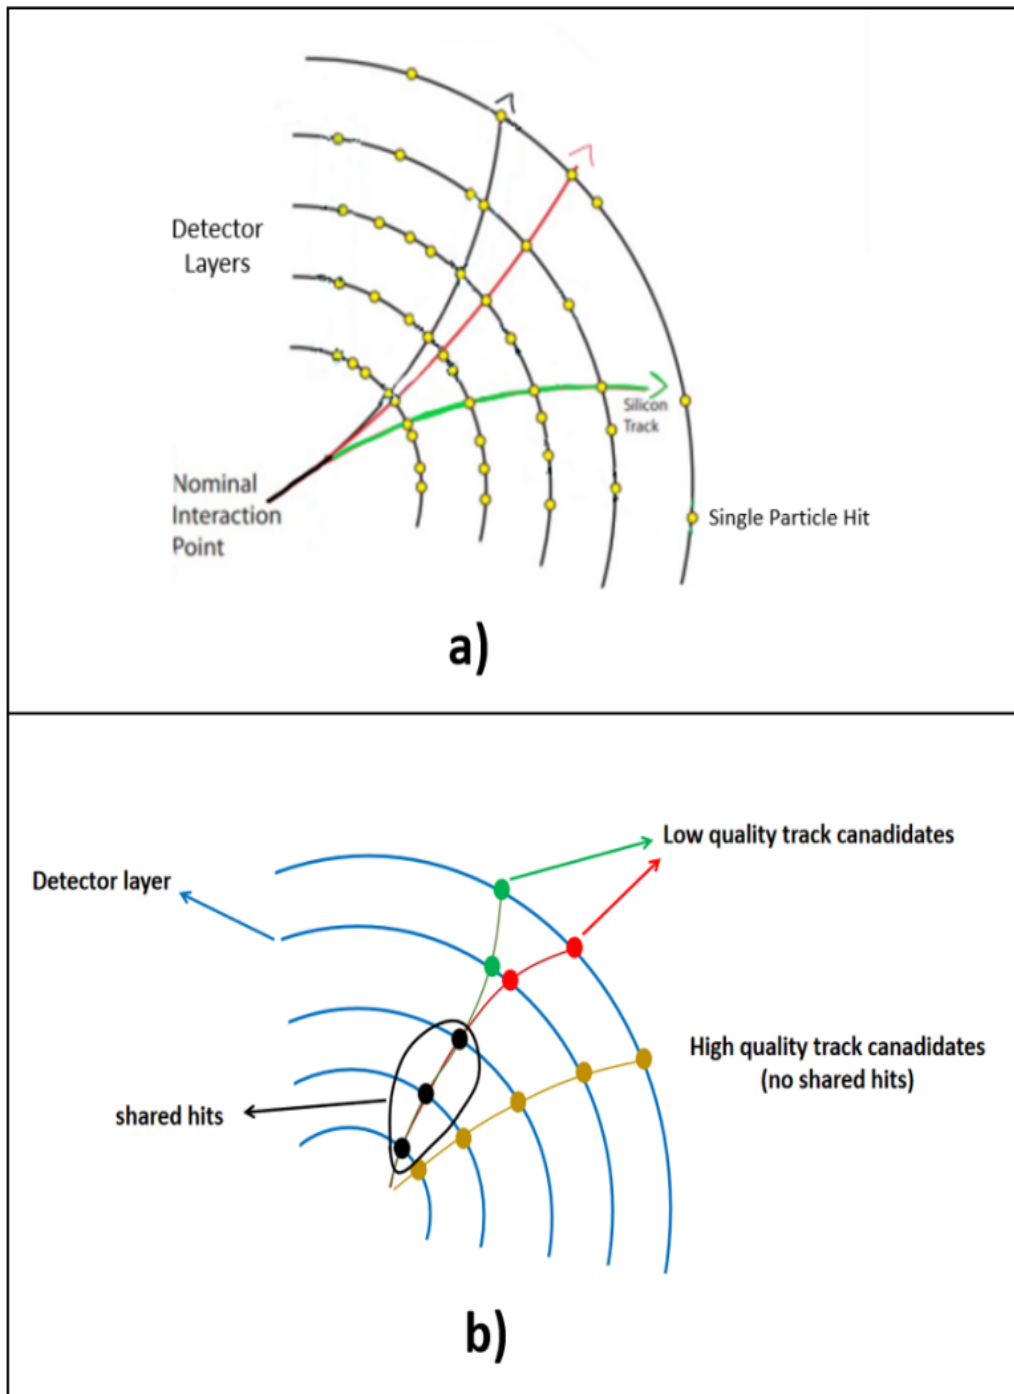 Detector
Layers
Silicon
Track
Nominal
Interaction
Point
Single Particle Hit
a)
Low quality track canadidates
Detector layer
High quality track canadidates
(no shared hits)
shared hits
b)